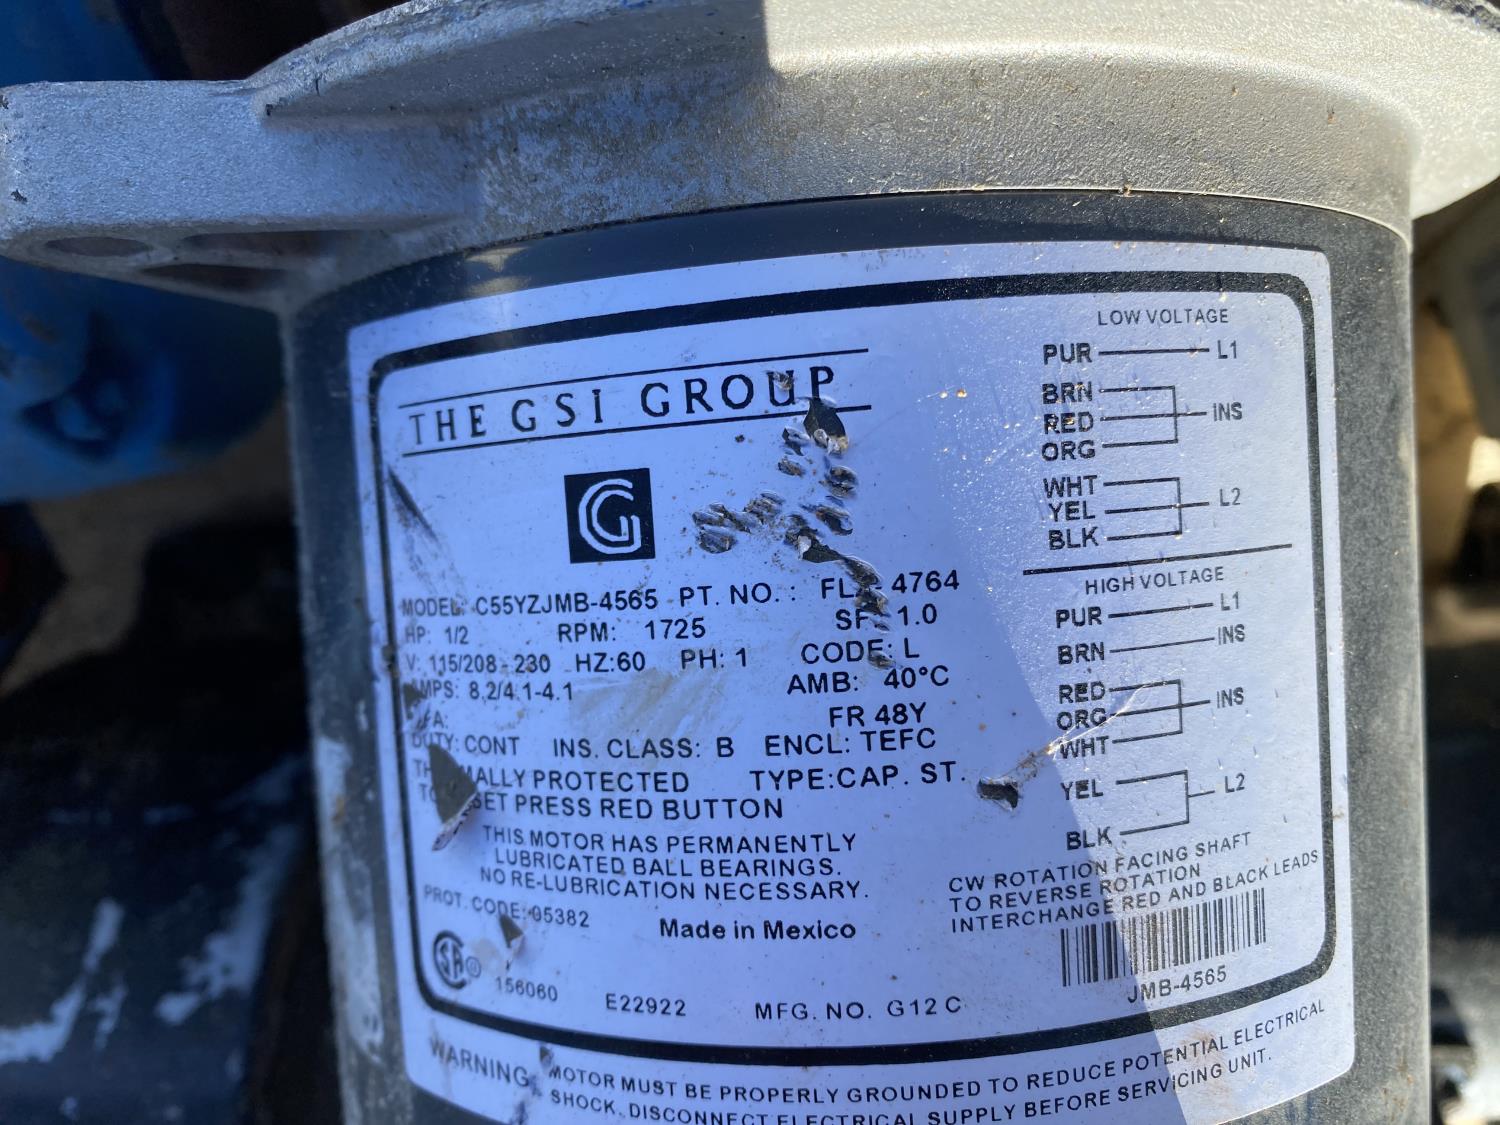 THE GSI GROUP
G
MODEL: C55YZJMB-4565 PT. NO.: FL 4764
HP: 1/2 RPM: 1725 SF: 1.0
V: 115/208-230 HZ:60 PH: 1 CODE: L
AMPS: 8.2/4.1-4.1 AMB: 40°C
FR 48Y
DUTY: CONT INS. CLASS: B ENCL: TEFC
PROTECTED TYPE:CAP. ST.
PRESS RED BUTTON
THIS MOTOR HAS PERMANENTLY
LUBRICATED BALL BEARINGS.
NO RE-LUBRICATION NECESSARY.
PROT. CODE: 05382
Made in Mexico
SA®
156060 E22922 MFG. NO. G12 C
LOW VOLTAGE
PUR L1
BRN
RED INS
ORG
WHT
YEL L2
BLK
HIGH VOLTAGE
PUR L1
BRN INS
RED
ORG INS
WHT
YEL L2
BLK
CW ROTATION FACING SHAFT
TO REVERSE ROTATION
INTERCHANGE RED AND BLACK LEADS
JMB-4565
WARNING MOTOR MUST BE PROPERLY GROUNDED TO REDUCE POTENTIAL ELECTRICAL
SHOCK. DISCONNECT ELECTRICAL SUPPLY BEFORE SERVICING UNIT.